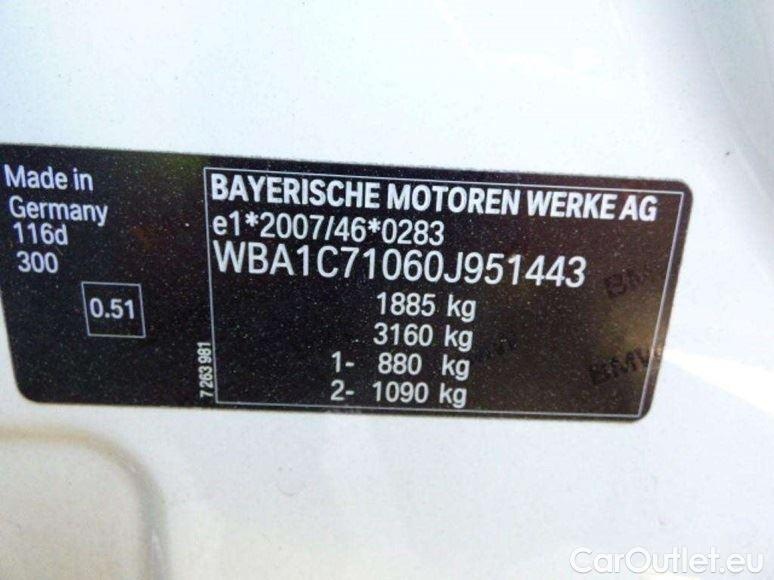 Made in
Germany
116d
300
0.51
7 263 981
BAYERISCHE MOTOREN WERKE AG
e1*2007/46*0283
WBA1C71060J951443
1885 kg
3160 kg
1- 880 kg
2- 1090 kg
BMW
CarOutlet.eu